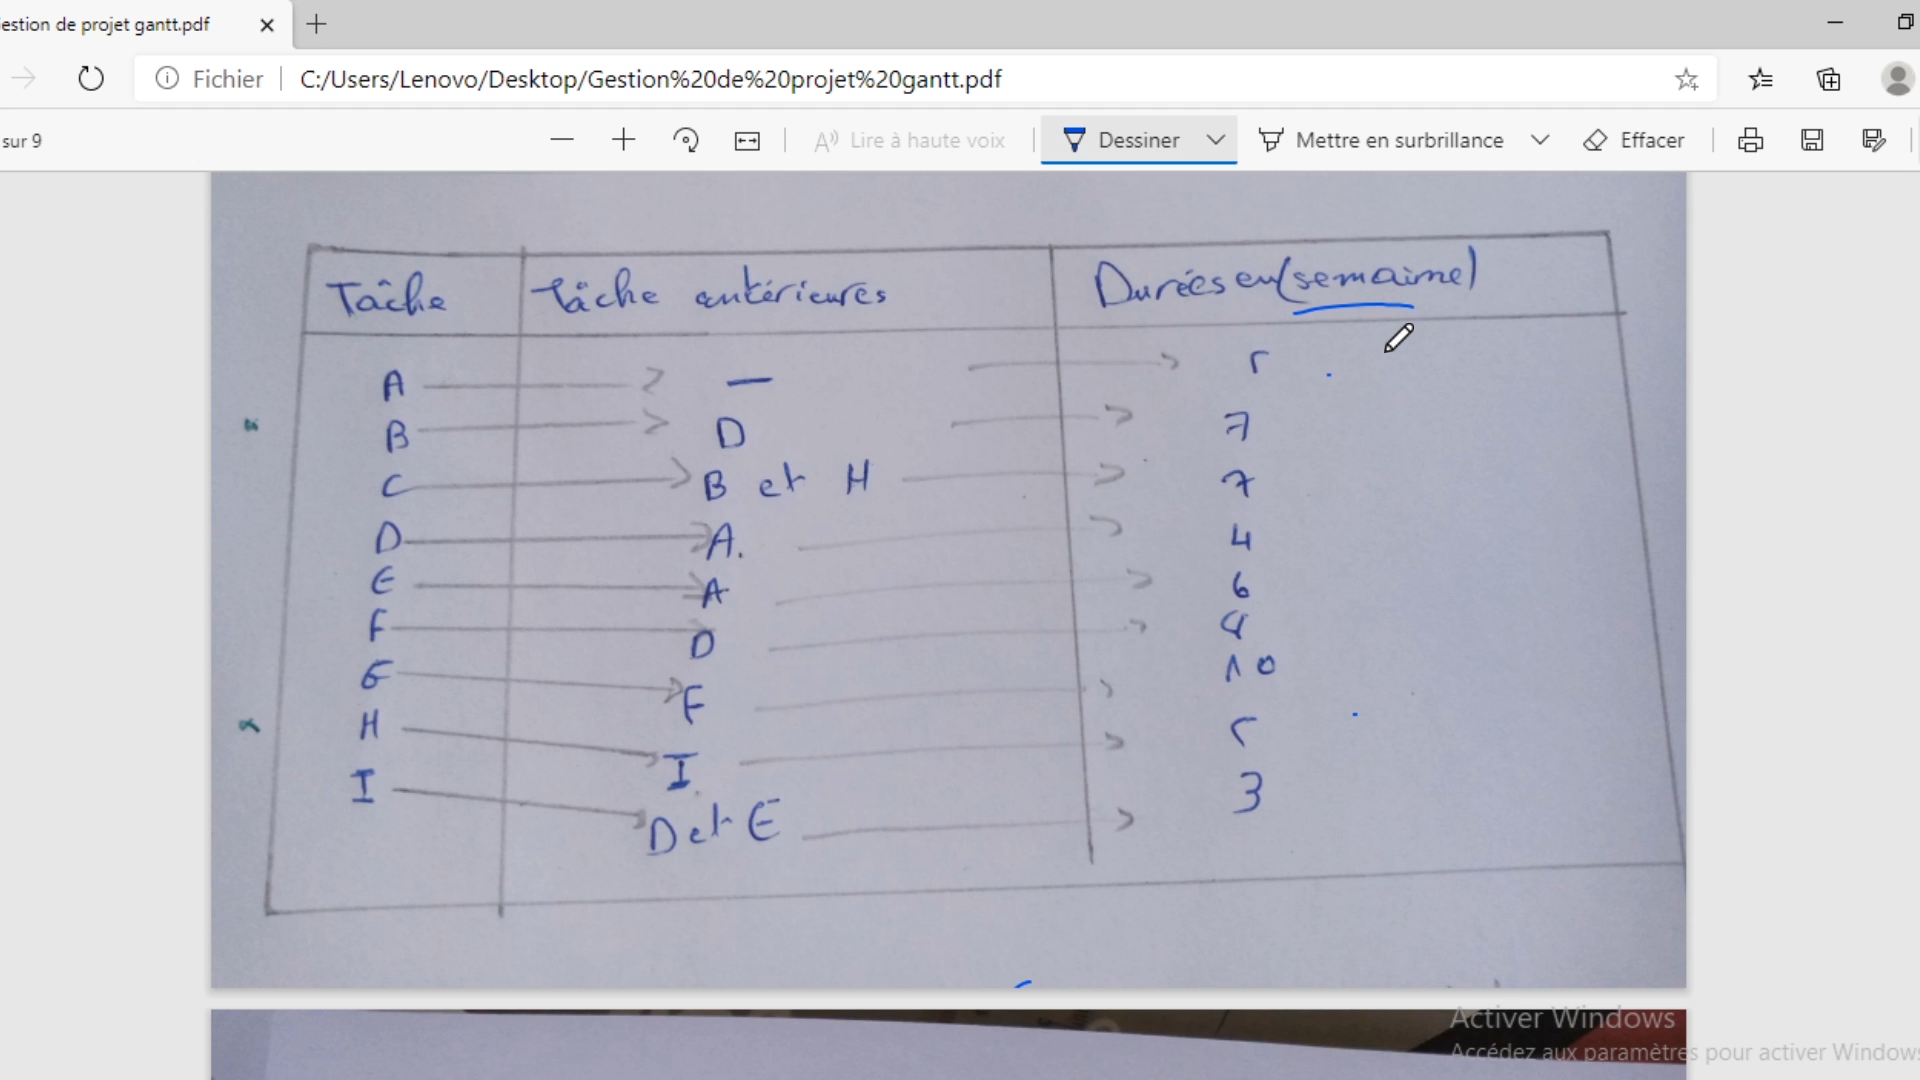 estion de projet gantt.pdf
Fichier C:/Users/Lenovo/Desktop/Gestion%20de%20projet%20gantt.pdf
sur 9 Lire à haute voix Dessiner Mettre en surbrillance Effacer
Tâche Tâche antérieures Durées en (semaine)
A —
B D 7
C B et H 7
D A. 4
E A 6
F D
G F 10
H I
I D et E 3
Activer Windows
Accédez aux paramètres pour activer Windows